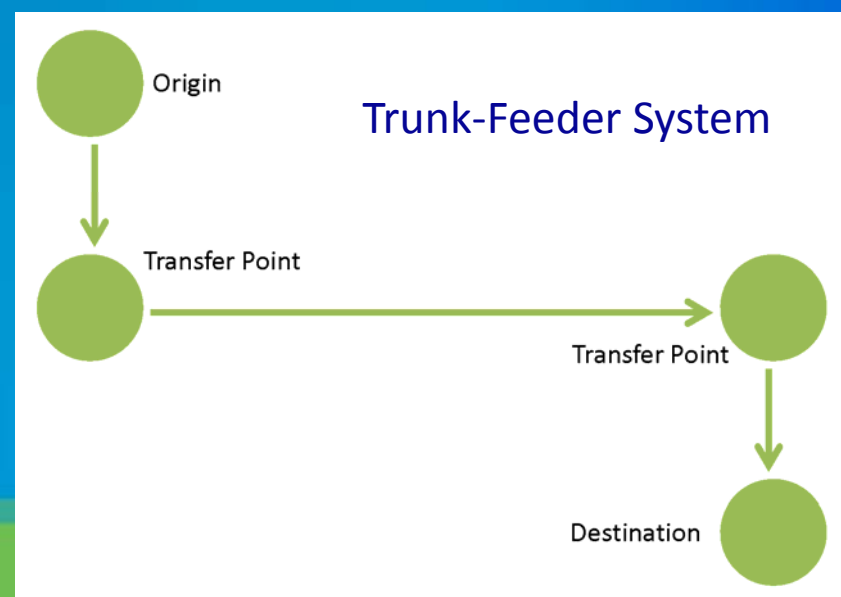 Origin
Trunk-Feeder System
Transfer Point
Transfer Point
Destination